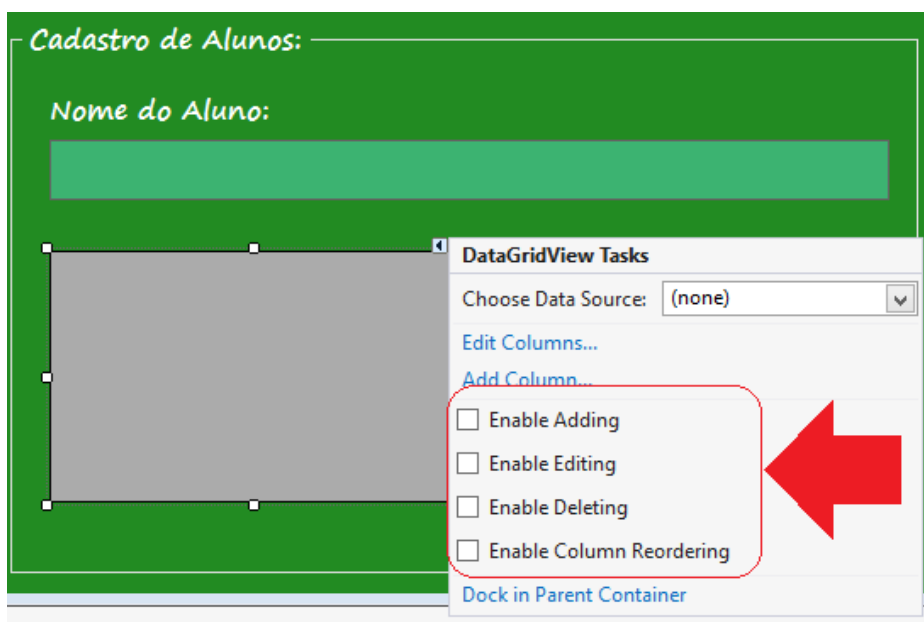 Cadastro de Alunos:
Nome do Aluno:
DataGridView Tasks
Choose Data Source: (none)
Edit Columns...
Add Column...
Enable Adding
Enable Editing
Enable Deleting
Enable Column Reordering
Dock in Parent Container